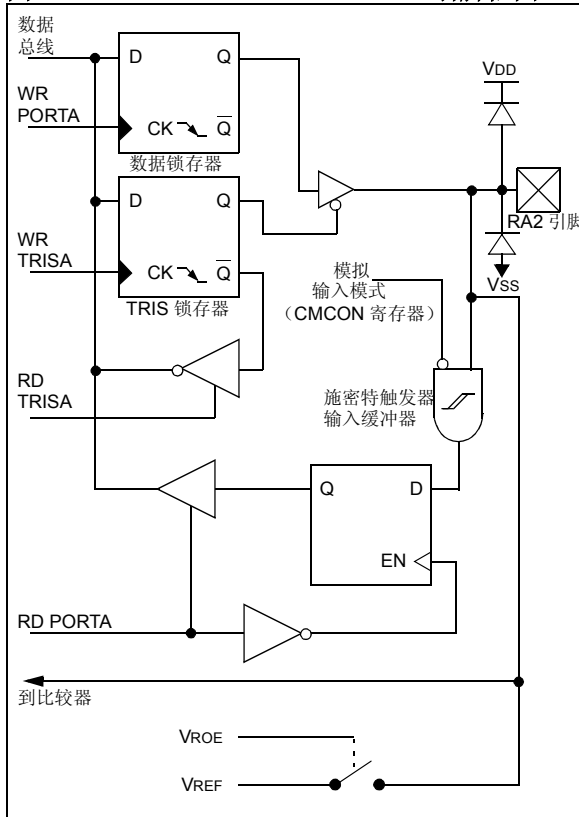 数据
总线
D
Q
WR
PORTA
CK
Q
数据锁存器
VDD
D
Q
RA2 引脚
WR
TRISA
CK
Q
TRIS 锁存器
VSS
模拟
输入模式
（CMCON 寄存器）
RD
TRISA
施密特触发器
输入缓冲器
Q
D
EN
RD PORTA
到比较器
VROE
VREF